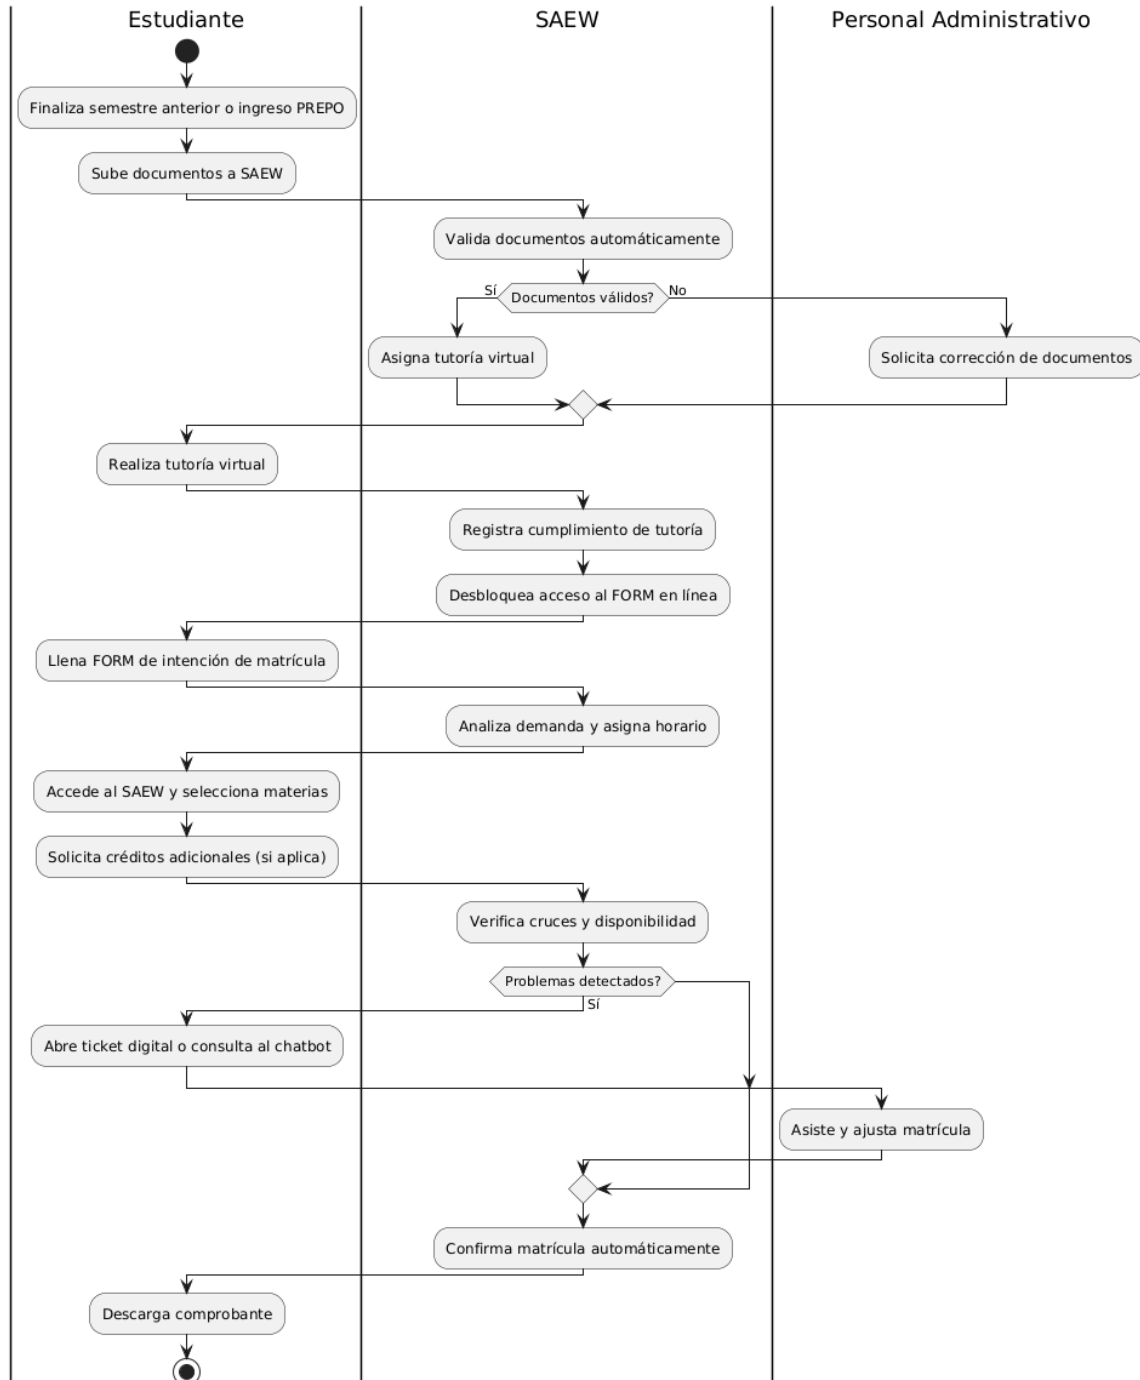 Estudiante
SAEW
Personal Administrativo
Finaliza semestre anterior o ingreso PREPO
Sube documentos a SAEW
Valida documentos automáticamente
Sí
Documentos válidos?
No
Asigna tutoría virtual
Solicita corrección de documentos
Realiza tutoría virtual
Registra cumplimiento de tutoría
Desbloquea acceso al FORM en línea
Llena FORM de intención de matrícula
Analiza demanda y asigna horario
Accede al SAEW y selecciona materias
Solicita créditos adicionales (si aplica)
Verifica cruces y disponibilidad
Problemas detectados?
Sí
Abre ticket digital o consulta al chatbot
Asiste y ajusta matrícula
Confirma matrícula automáticamente
Descarga comprobante